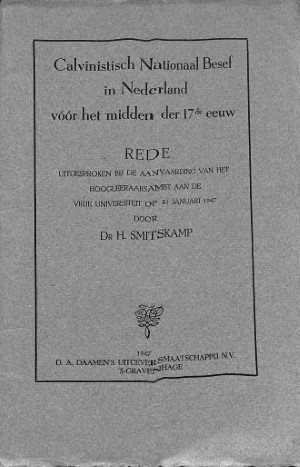 Calvinistisch Nationaal Besef
in Nederland
vóór het midden der 17de eeuw
REDE
UITGESPROKEN BIJ DE AANVAARDING VAN HET
HOOGLEERAARSAMBT AAN DE
VRIJE UNIVERSITEIT OP 31 JANUARI 1947
DOOR
DR H. SMITSKAMP
1947
D. A. DAAMEN'S UITGEVERSMAATSCHAPPIJ N.V.
'S-GRAVENHAGE